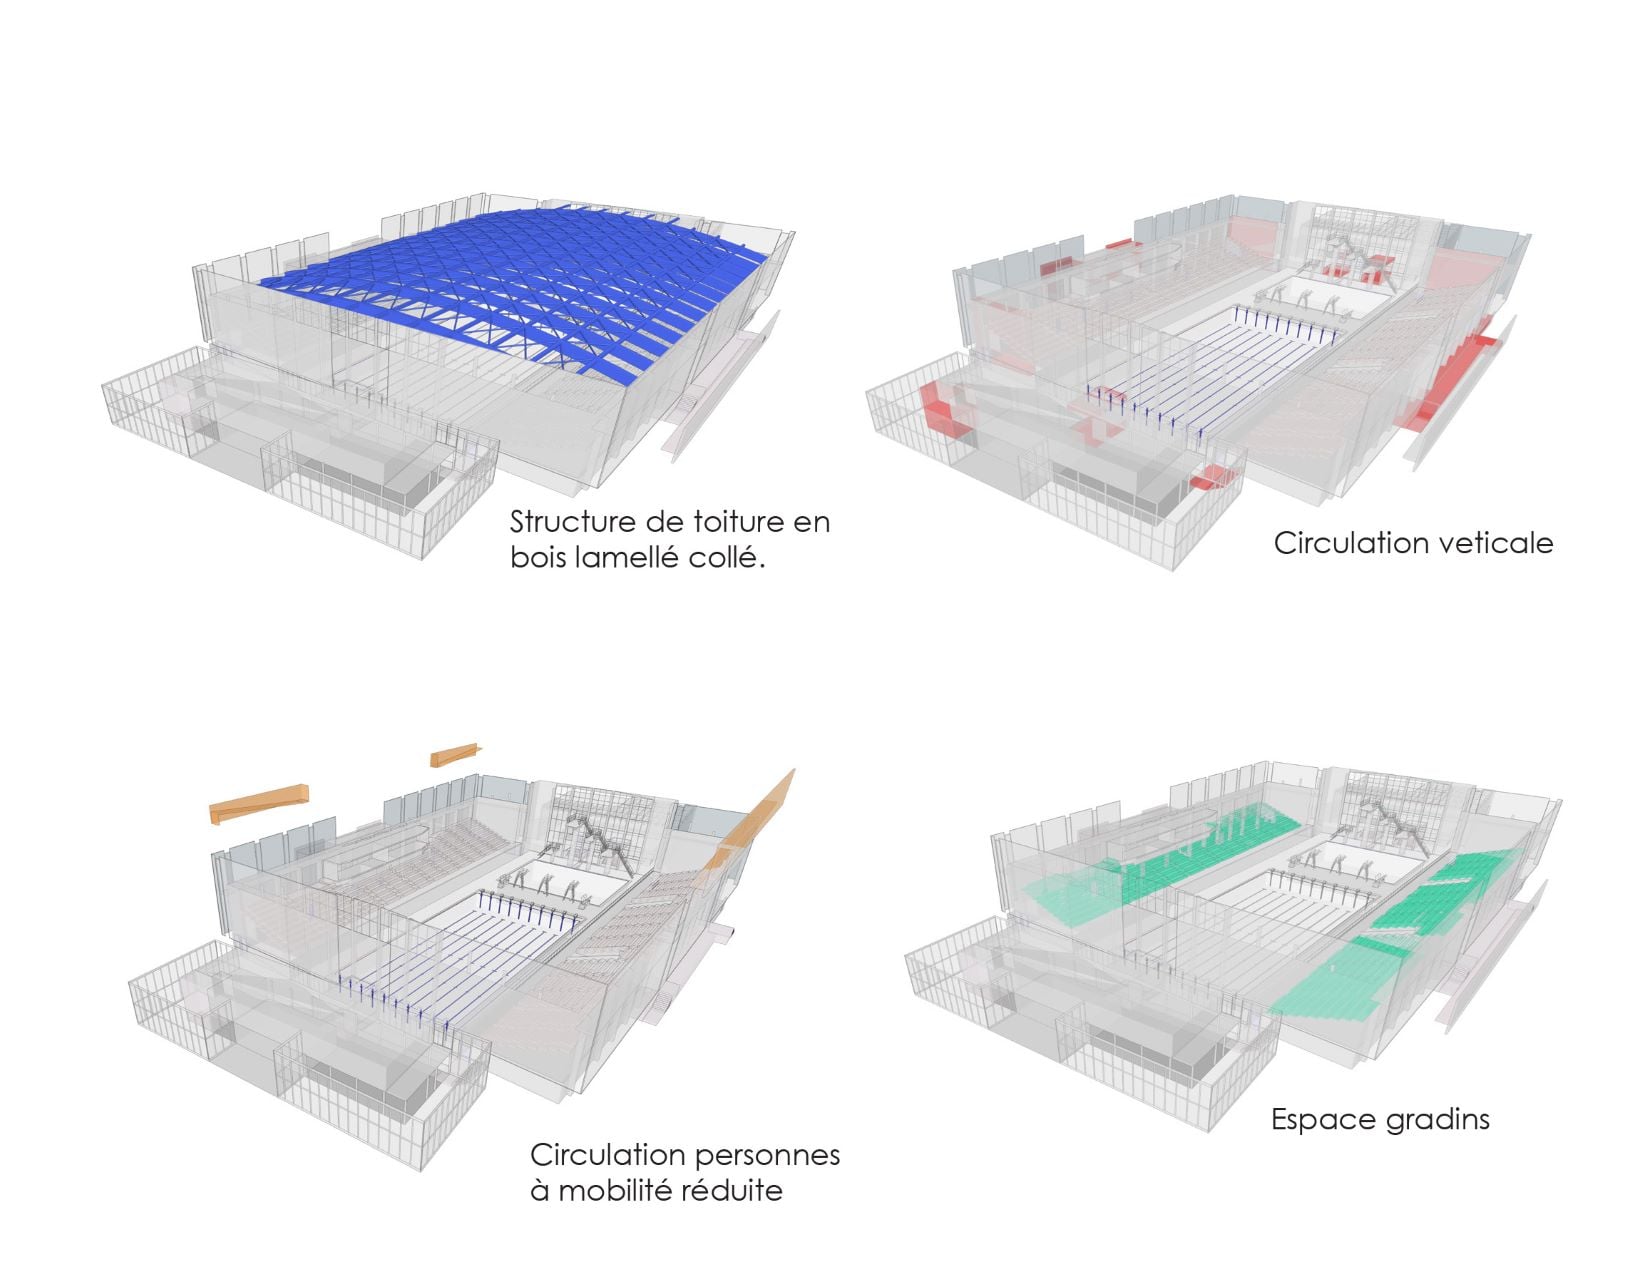 Structure de toiture en
bois lamellé collé.
Circulation veticale
Circulation personnes
à mobilité réduite
Espace gradins